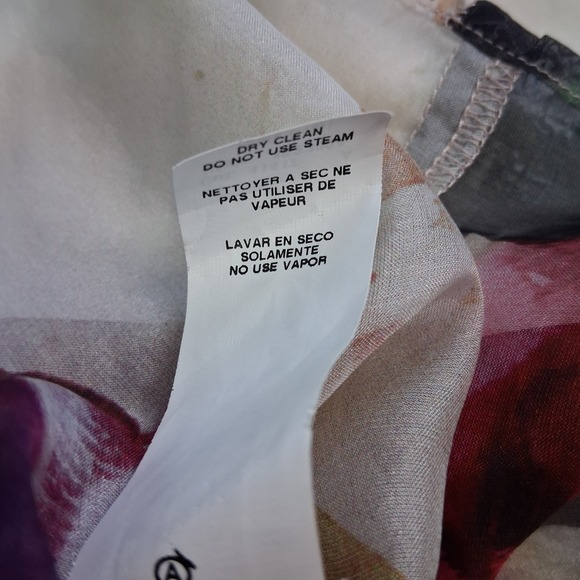 DRY CLEAN
DO NOT USE STEAM
NETTOYER A SEC NE
PAS UTILISER DE
VAPEUR
LAVAR EN SECO
SOLAMENTE
NO USE VAPOR
A